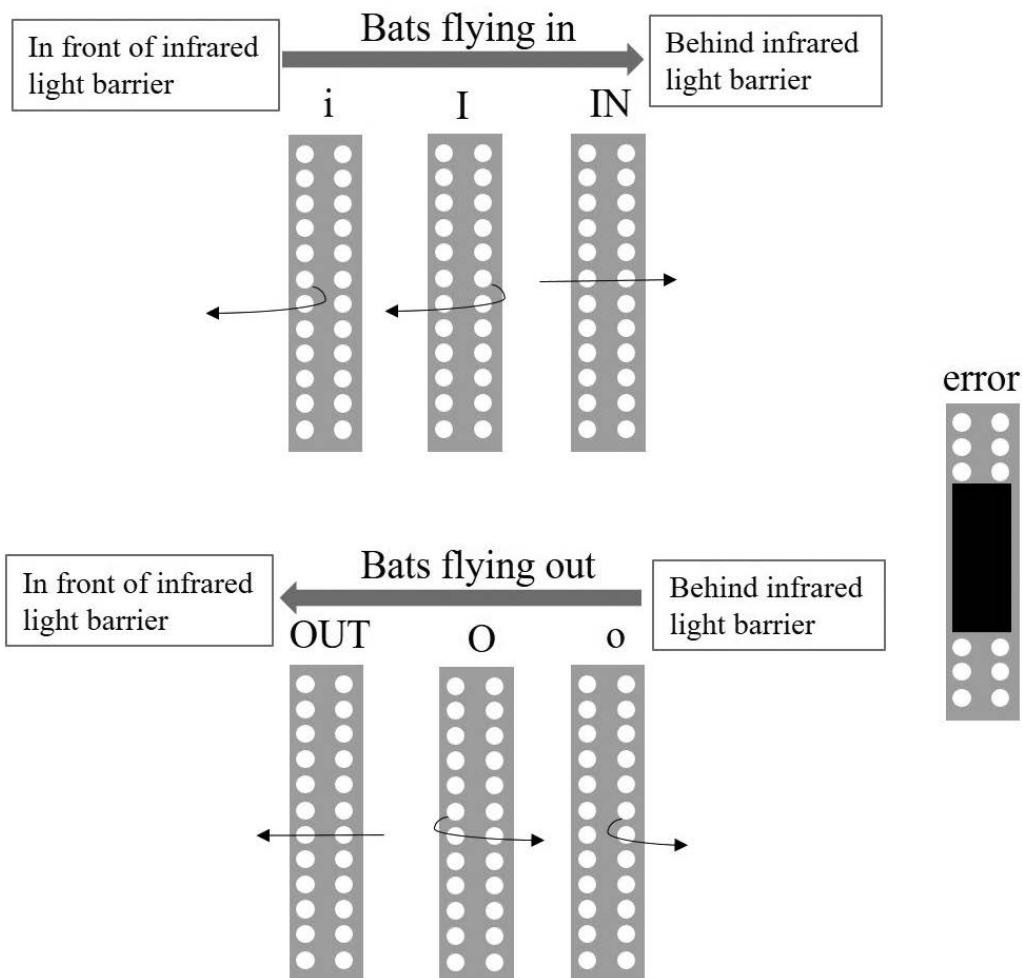 Bats flying in
In front of infrared
light barrier
Behind infrared
light barrier
i
I
IN
error
Bats flying out
In front of infrared
light barrier
Behind infrared
light barrier
OUT
O
o